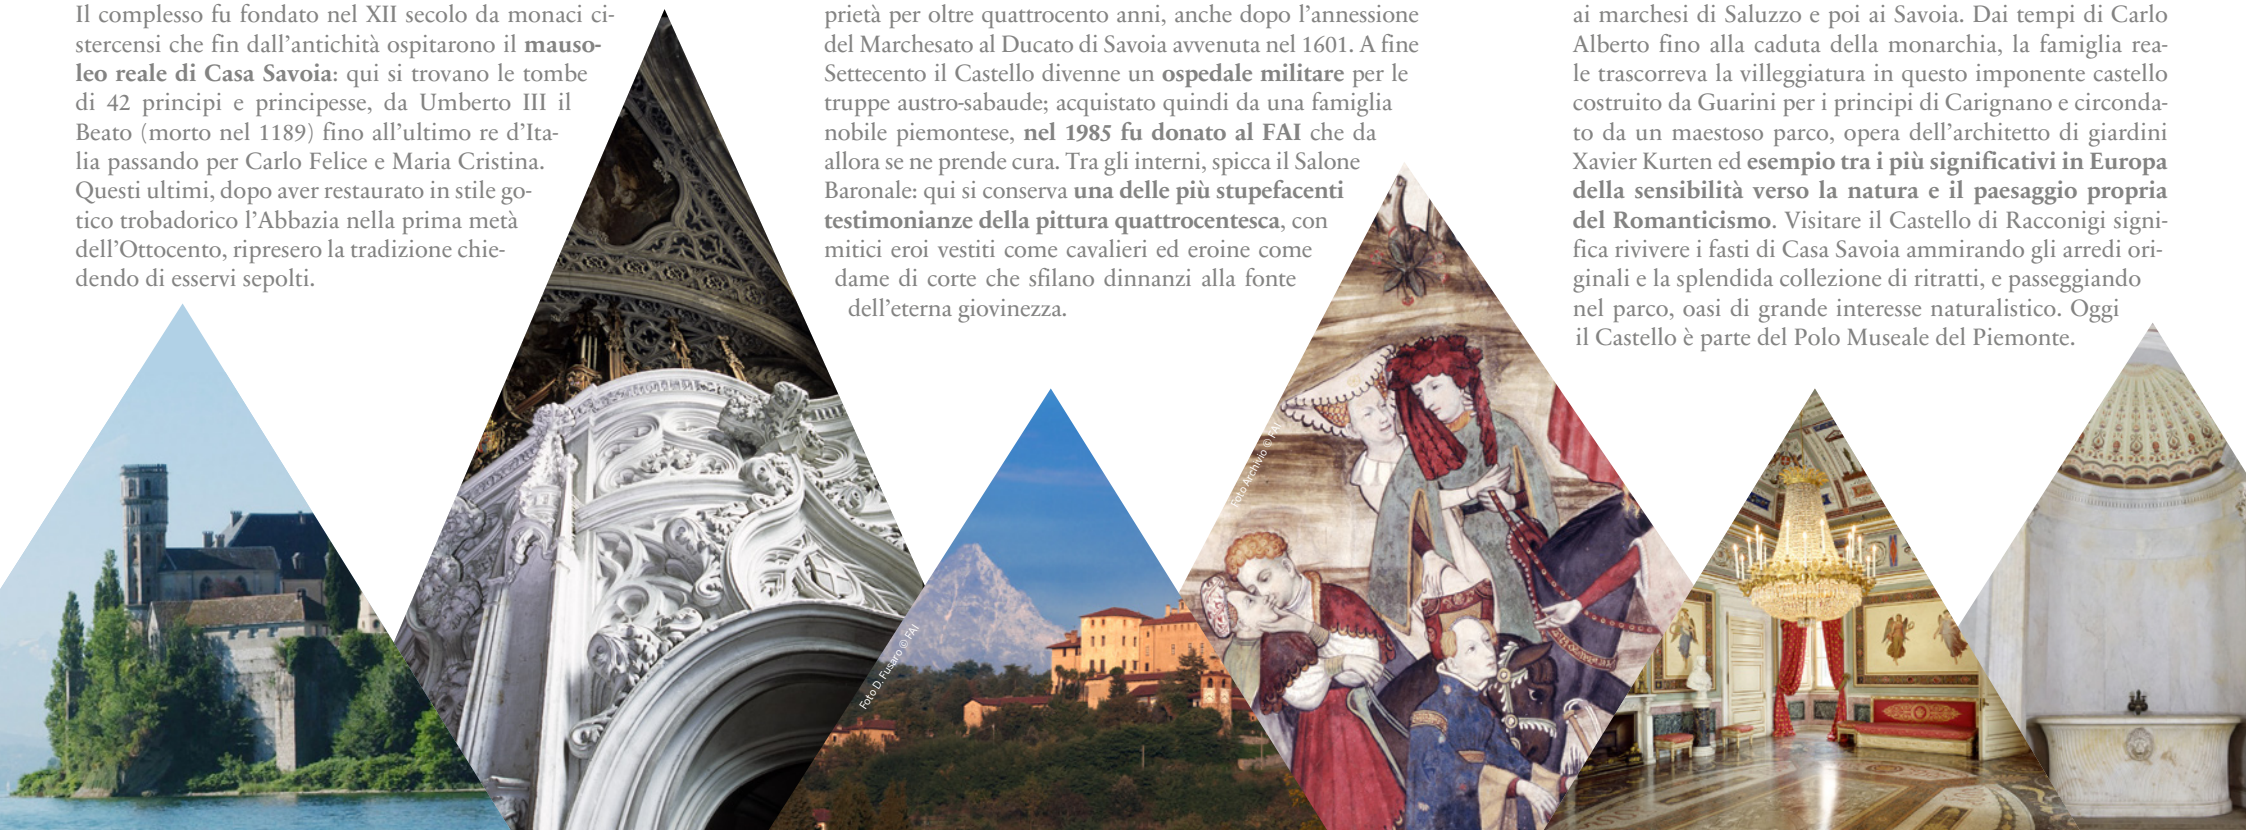 Il complesso fu fondato nel XII secolo da monaci ci-
stercensi che fin dall'antichità ospitarono il mauso-
leo reale di Casa Savoia: qui si trovano le tombe
di 42 principi e principesse, da Umberto III il
Beato (morto nel 1189) fino all'ultimo re d'Ita-
lia passando per Carlo Felice e Maria Cristina.
Questi ultimi, dopo aver restaurato in stile go-
tico trobadorico l'Abbazia nella prima metà
dell'Ottocento, ripresero la tradizione chie-
dendo di esservi sepolti.
prietà per oltre quattrocento anni, anche dopo l'annessione
del Marchesato al Ducato di Savoia avvenuta nel 1601. A fine
Settecento il Castello divenne un ospedale militare per le
truppe austro-sabaude; acquistato quindi da una famiglia
nobile piemontese, nel 1985 fu donato al FAI che da
allora se ne prende cura. Tra gli interni, spicca il Salone
Baronale: qui si conserva una delle più stupefacenti
testimonianze della pittura quattrocentesca, con
mitici eroi vestiti come cavalieri ed eroine come
dame di corte che sfilano dinnanzi alla fonte
dell'eterna giovinezza.
ai marchesi di Saluzzo e poi ai Savoia. Dai tempi di Carlo
Alberto fino alla caduta della monarchia, la famiglia rea-
le trascorreva la villeggiatura in questo imponente castello
costruito da Guarini per i principi di Carignano e circonda-
to da un maestoso parco, opera dell'architetto di giardini
Xavier Kurten ed esempio tra i più significativi in Europa
della sensibilità verso la natura e il paesaggio propria
del Romanticismo. Visitare il Castello di Racconigi signi-
fica rivivere i fasti di Casa Savoia ammirando gli arredi ori-
ginali e la splendida collezione di ritratti, e passeggiando
nel parco, oasi di grande interesse naturalistico. Oggi
il Castello è parte del Polo Museale del Piemonte.
Foto D. Fusaro © FAI
Foto Archivio © FAI